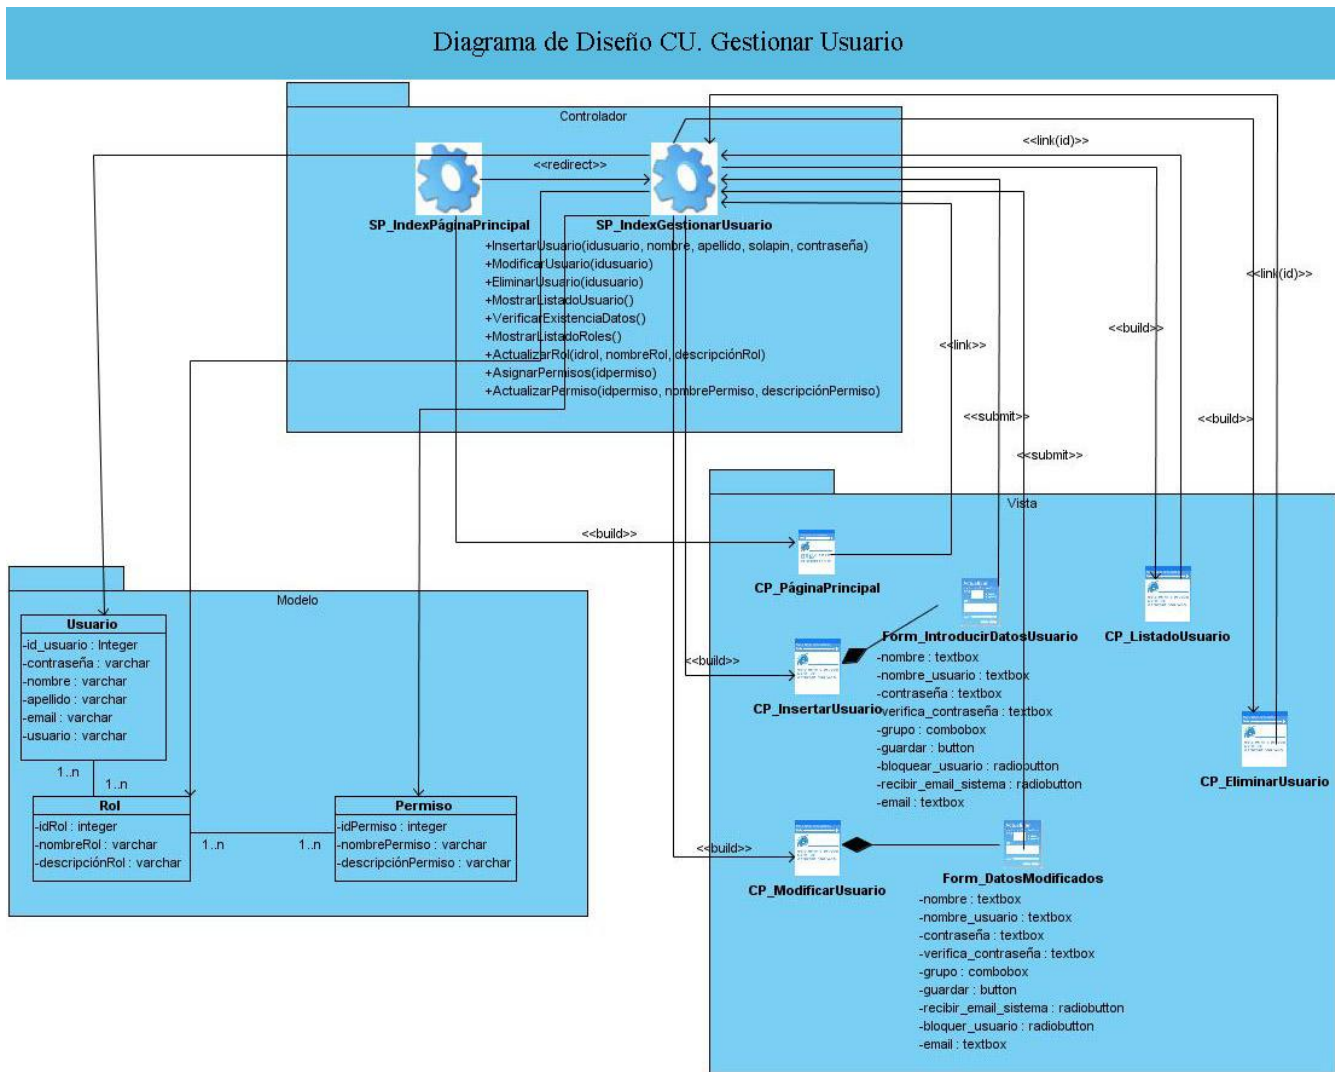 Diagrama de Diseño CU. Gestionar Usuario
Controlador
<<redirect>>
<<link(id)>>
SP_IndexPáginaPrincipal
SP_IndexGestionarUsuario
+InsertarUsuario(idusuario, nombre, apellido, solapin, contraseña)
+ModificarUsuario(idusuario)
+EliminarUsuario(idusuario)
+MostrarListadoUsuario()
+VerificarExistenciaDatos()
+MostrarListadoRoles()
+ActualizarRol(idrol, nombreRol, descripciónRol)
+AsignarPermisos(idpermiso)
+ActualizarPermiso(idpermiso, nombrePermiso, descripciónPermiso)
<<link(id)>>
<<build>>
<<link>>
<<submit>>
<<build>>
<<submit>>
Vista
<<build>>
CP_PáginaPrincipal
Form_IntroducirDatosUsuario
-nombre : textbox
-nombre_usuario : textbox
-contraseña : textbox
-verifica_contraseña : textbox
-grupo : combobox
-guardar : button
-bloquear_usuario : radiobutton
-recibir_email_sistema : radiobutton
-email : textbox
CP_ListadoUsuario
<<build>>
CP_InsertarUsuario
CP_EliminarUsuario
<<build>>
CP_ModificarUsuario
Form_DatosModificados
-nombre : textbox
-nombre_usuario : textbox
-contraseña : textbox
-verifica_contraseña : textbox
-grupo : combobox
-guardar : button
-recibir_email_sistema : radiobutton
-bloquer_usuario : radiobutton
-email : textbox
Modelo
Usuario
-id_usuario : Integer
-contraseña : varchar
-nombre : varchar
-apellido : varchar
-email : varchar
-usuario : varchar
1..n
1..n
Rol
-idRol : integer
-nombreRol : varchar
-descripciónRol : varchar
1..n
1..n
Permiso
-idPermiso : integer
-nombrePermiso : varchar
-descripciónPermiso : varchar